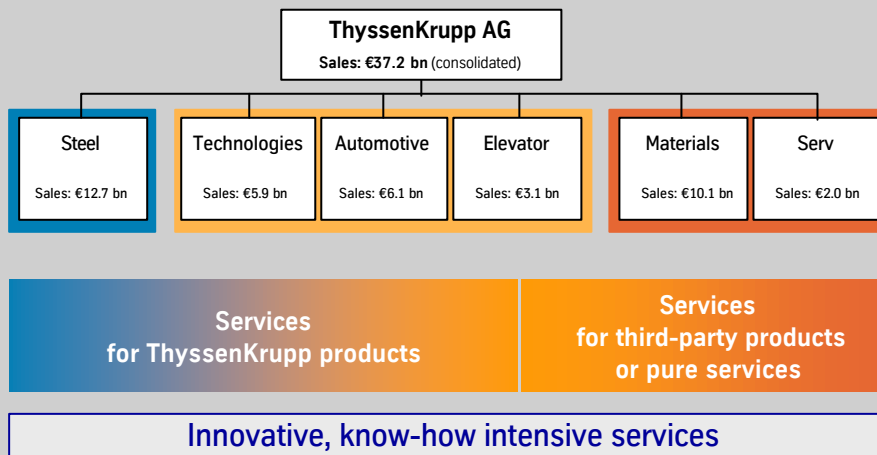 ThyssenKrupp AG
Sales: €37.2 bn (consolidated)
Steel
Sales: €12.7 bn
Technologies
Sales: €5.9 bn
Automotive
Sales: €6.1 bn
Elevator
Sales: €3.1 bn
Materials
Sales: €10.1 bn
Serv
Sales: €2.0 bn
Services
for ThyssenKrupp products
Services
for third-party products
or pure services
Innovative, know-how intensive services